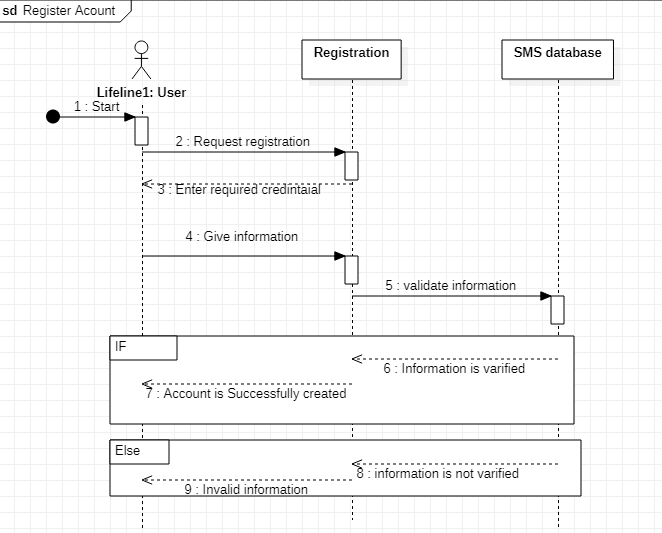 sd Register Acount
Registration
SMS database
Lifeline1: User
1 : Start
2 : Request registration
3 : Enter required credintaial
4 : Give information
5 : validate information
IF
6 : Information is varified
7 : Account is Successfully created
Else
8 : information is not varified
9 : Invalid information